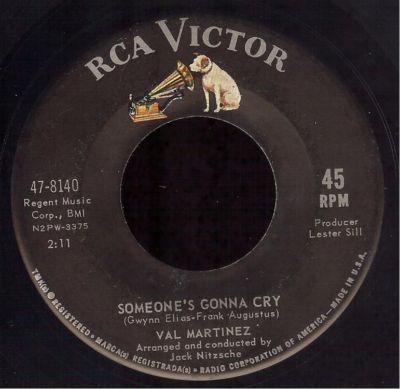 RCA VICTOR
47-8140
Regent Music
Corp., BMI
N2PW-3375
2:11
45
RPM
Producer
Lester Sill
SOMEONE'S GONNA CRY
(Gwynn Elias-Frank Augustus)
VAL MARTINEZ
Arranged and conducted by
Jack Nitzsche
TMK(s) ® REGISTERED • MARCA(s) REGISTRADA(s) • RADIO CORPORATION OF AMERICA—MADE IN U.S.A.